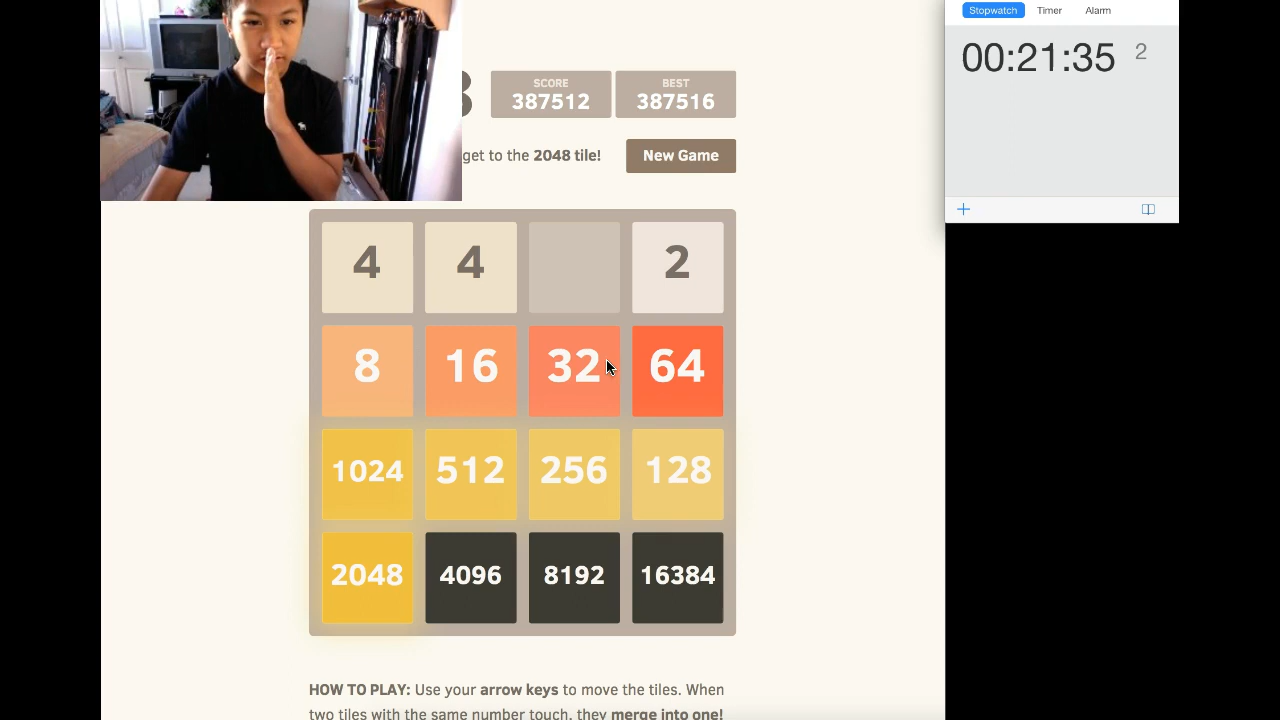 Stopwatch Timer Alarm
00:21:35 2
SCORE
387512
BEST
387516
get to the 2048 tile!
New Game
4 4 2
8 16 32 64
1024 512 256 128
2048 4096 8192 16384
HOW TO PLAY: Use your arrow keys to move the tiles. When
two tiles with the same number touch, they merge into one!